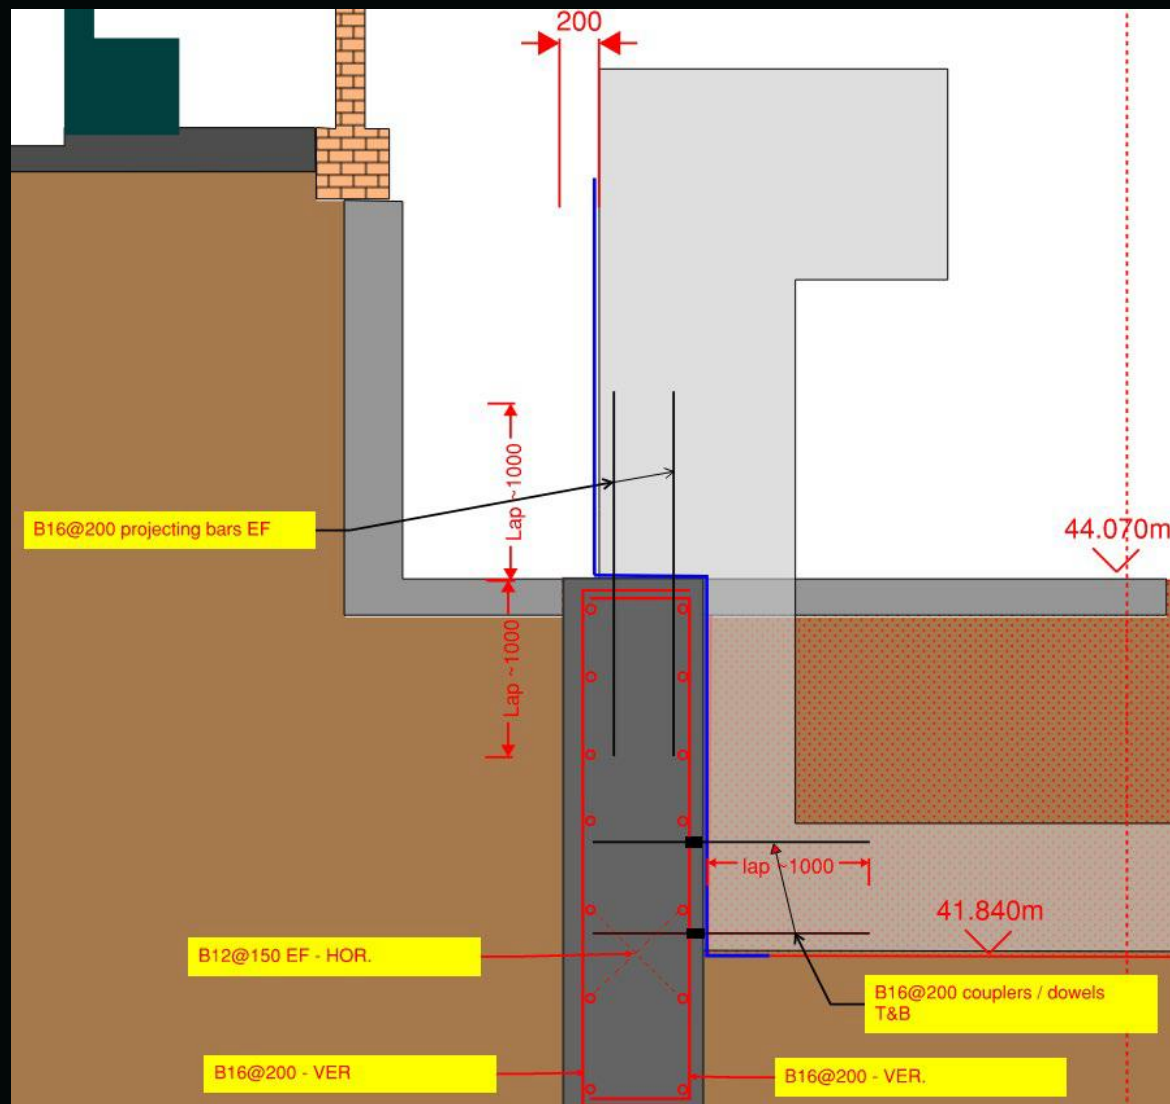 200
Lap ~1000
B16@200 projecting bars EF
44.070m
Lap ~1000
lap ~1000
41.840m
B12@150 EF - HOR.
B16@200 couplers / dowels
T&B
B16@200 - VER
B16@200 - VER.